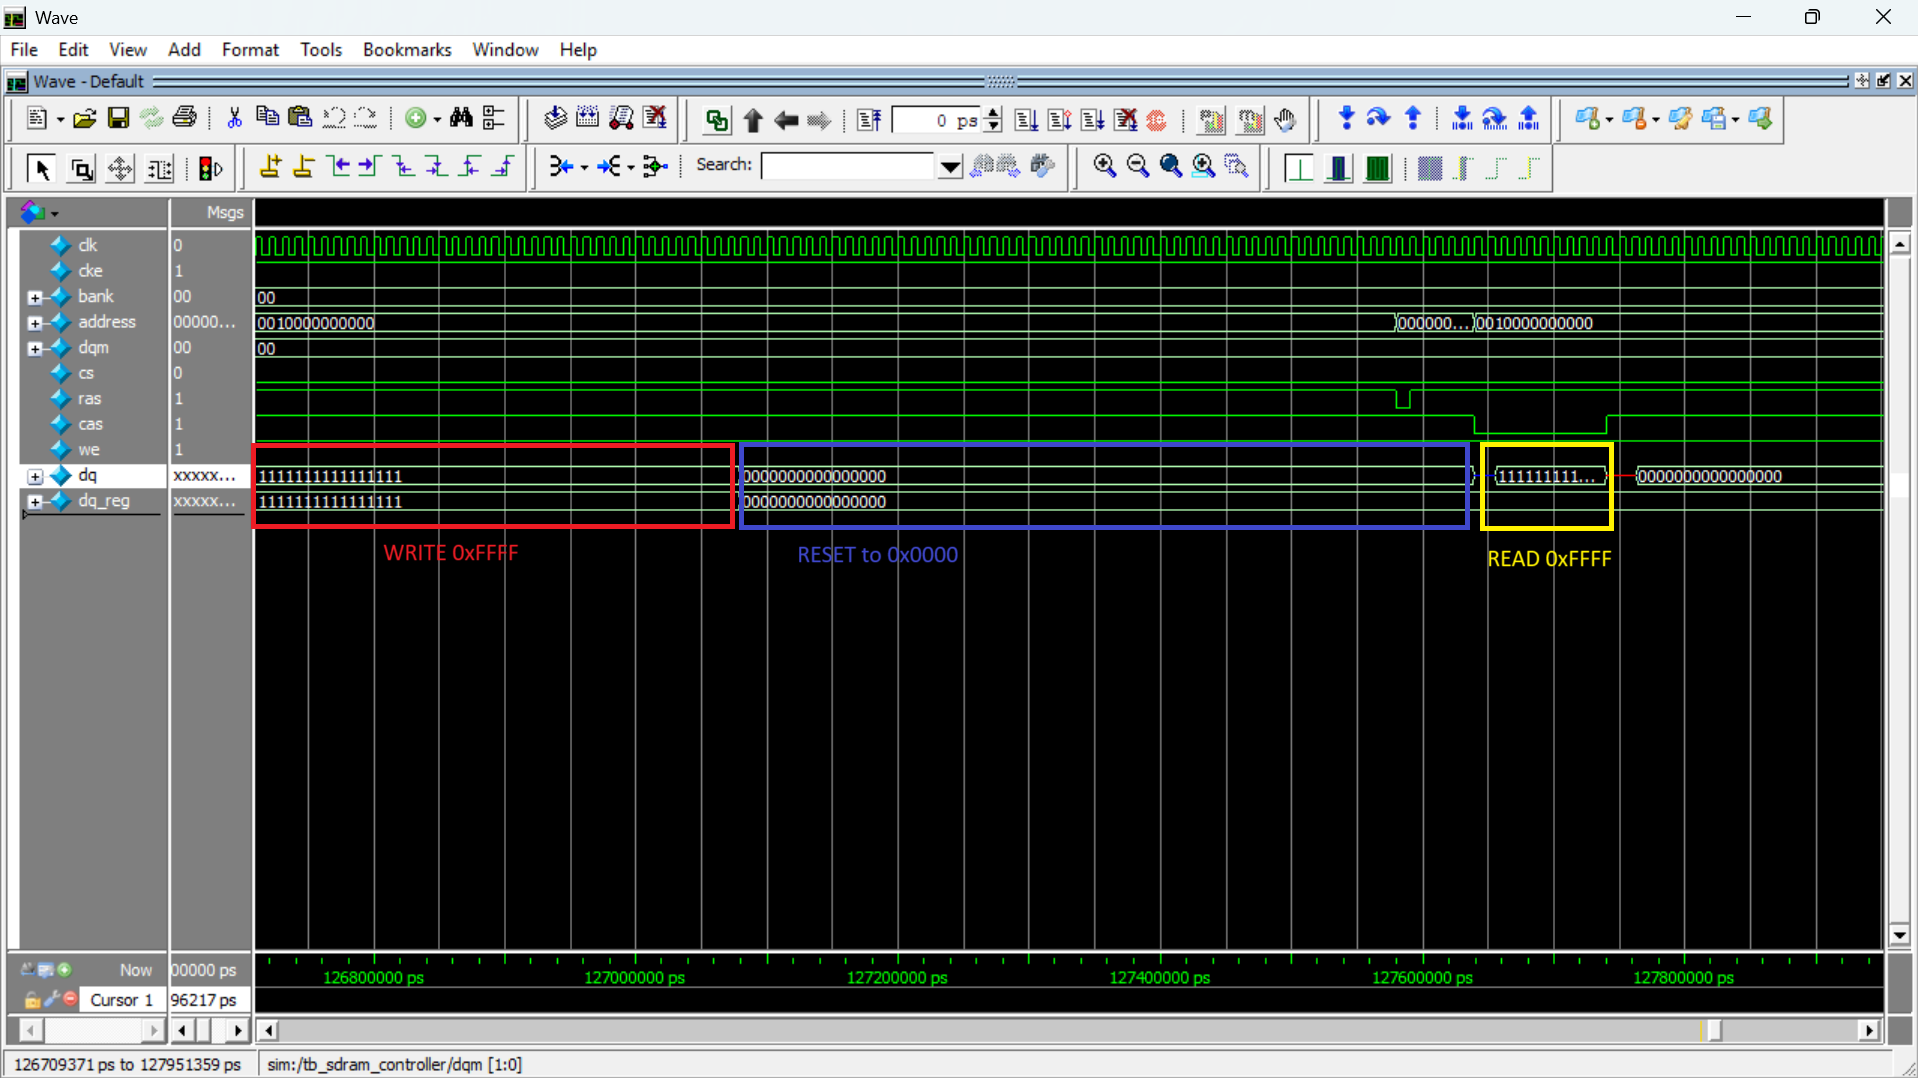 Wave
File Edit View Add Format Tools Bookmarks Window Help
Wave - Default
0 ps
Search:
Msgs
clk 0
cke 1
bank 00 00
address 00000... 0010000000000 000000... 0010000000000
dqm 00 00
cs 0
ras 1
cas 1
we 1
dq xxxxx... 1111111111111111 0000000000000000 111111111... 0000000000000000
dq_reg xxxxx... 1111111111111111 0000000000000000
WRITE 0xFFFF RESET to 0x0000 READ 0xFFFF
Now 00000 ps 126800000 ps 127000000 ps 127200000 ps 127400000 ps 127600000 ps 127800000 ps
Cursor 1 96217 ps
126709371 ps to 127951359 ps sim:/tb_sdram_controller/dqm [1:0]